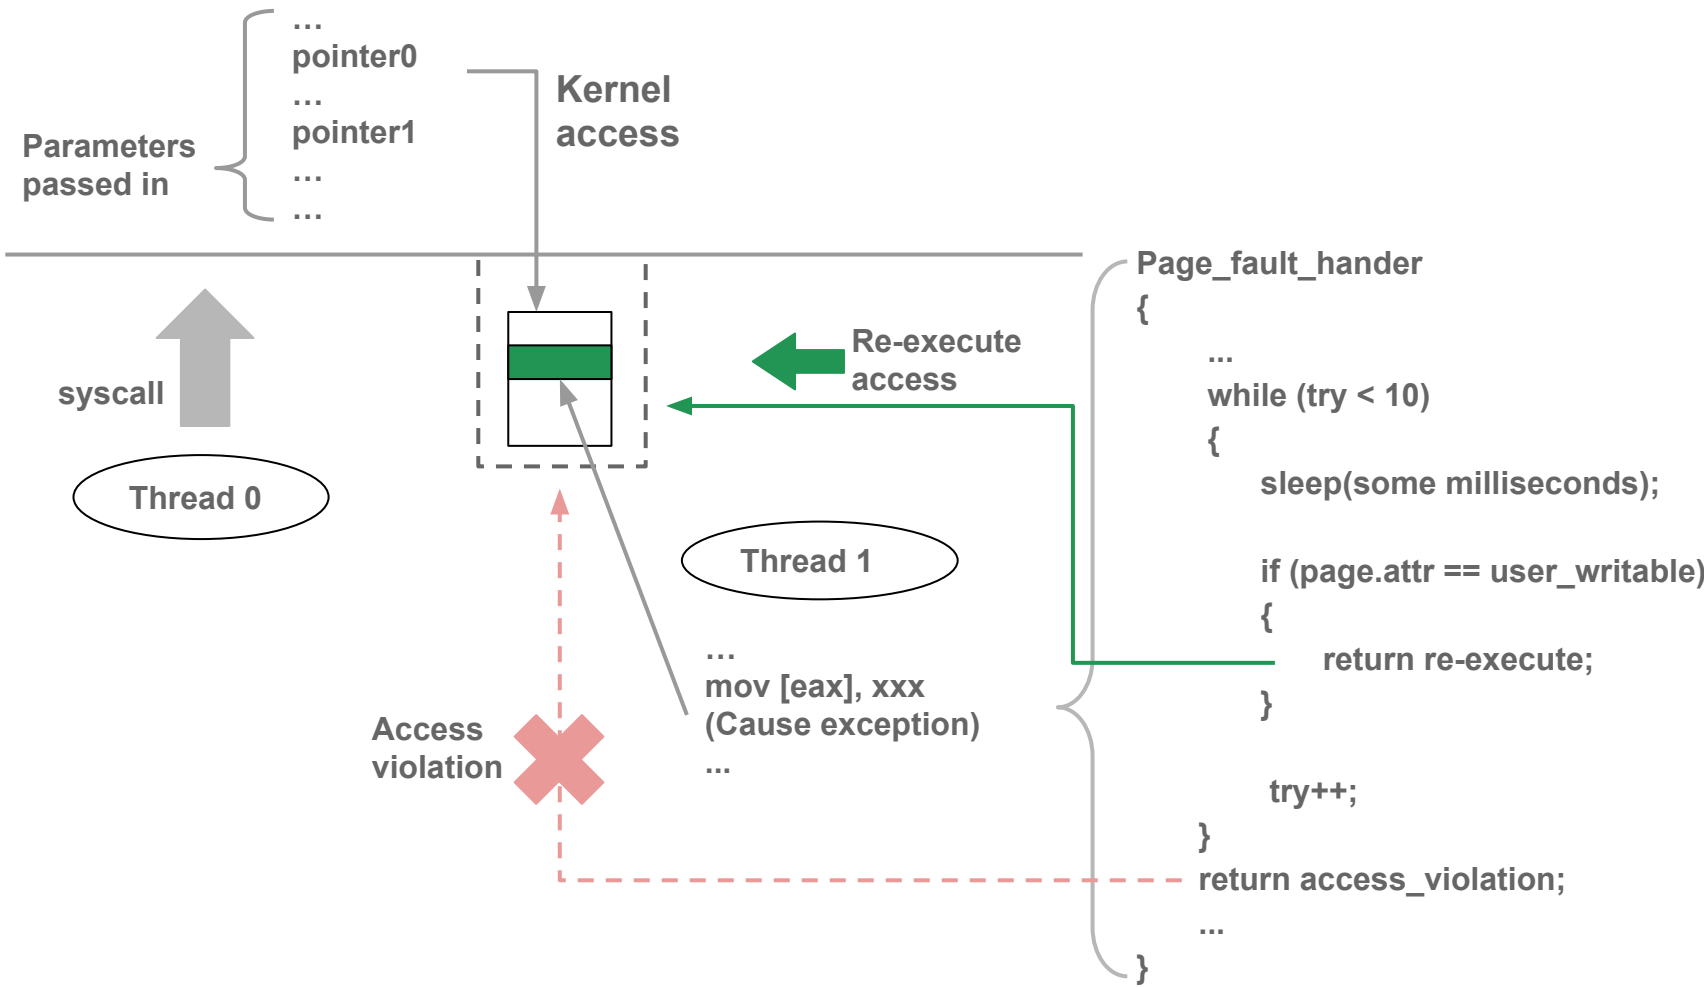 …
pointer0
…
pointer1
…
…
Parameters
passed in
Kernel
access
syscall
Thread 0
Re-execute
access
Thread 1
…
mov [eax], xxx
(Cause exception)
...
Access
violation
Page_fault_hander
{
...
while (try < 10)
{
sleep(some milliseconds);
if (page.attr == user_writable)
{
return re-execute;
}
try++;
}
return access_violation;
...
}